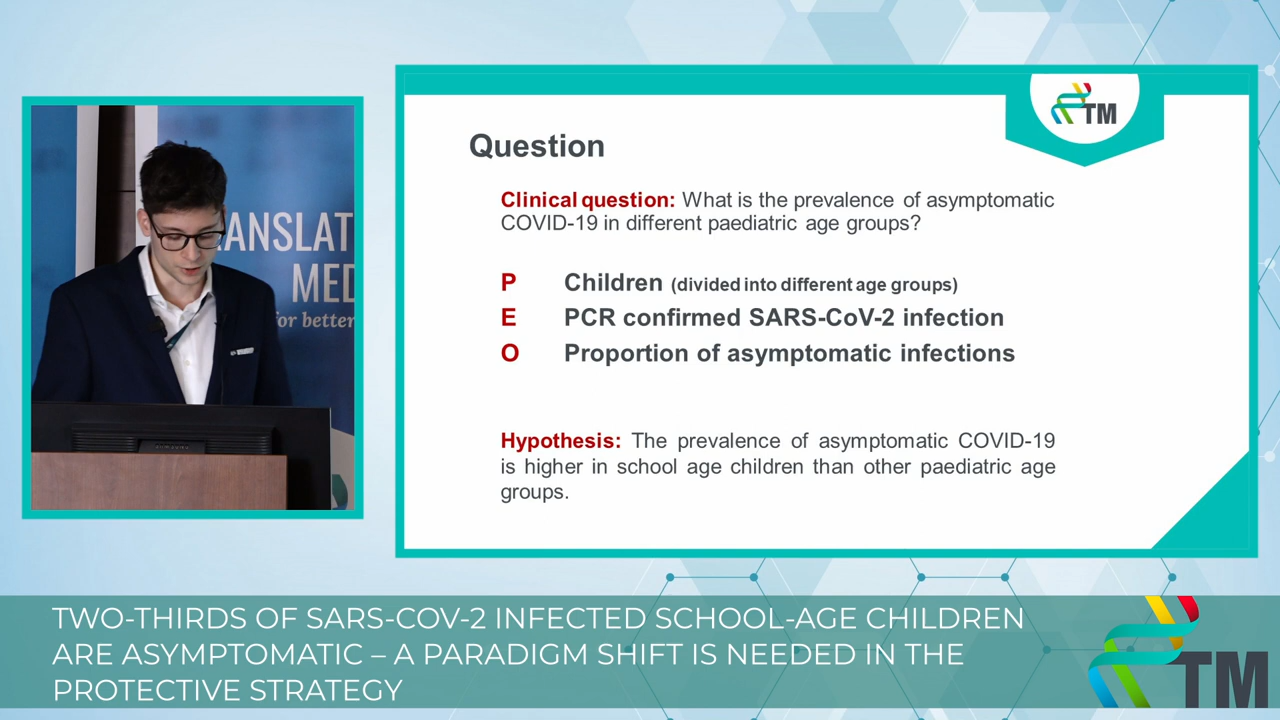 TM
Question
Clinical question: What is the prevalence of asymptomatic
COVID-19 in different paediatric age groups?
P Children (divided into different age groups)
E PCR confirmed SARS-CoV-2 infection
O Proportion of asymptomatic infections
Hypothesis: The prevalence of asymptomatic COVID-19
is higher in school age children than other paediatric age
groups.
ANSLAT
MED
for better
TWO-THIRDS OF SARS-COV-2 INFECTED SCHOOL-AGE CHILDREN
ARE ASYMPTOMATIC – A PARADIGM SHIFT IS NEEDED IN THE
PROTECTIVE STRATEGY
TM